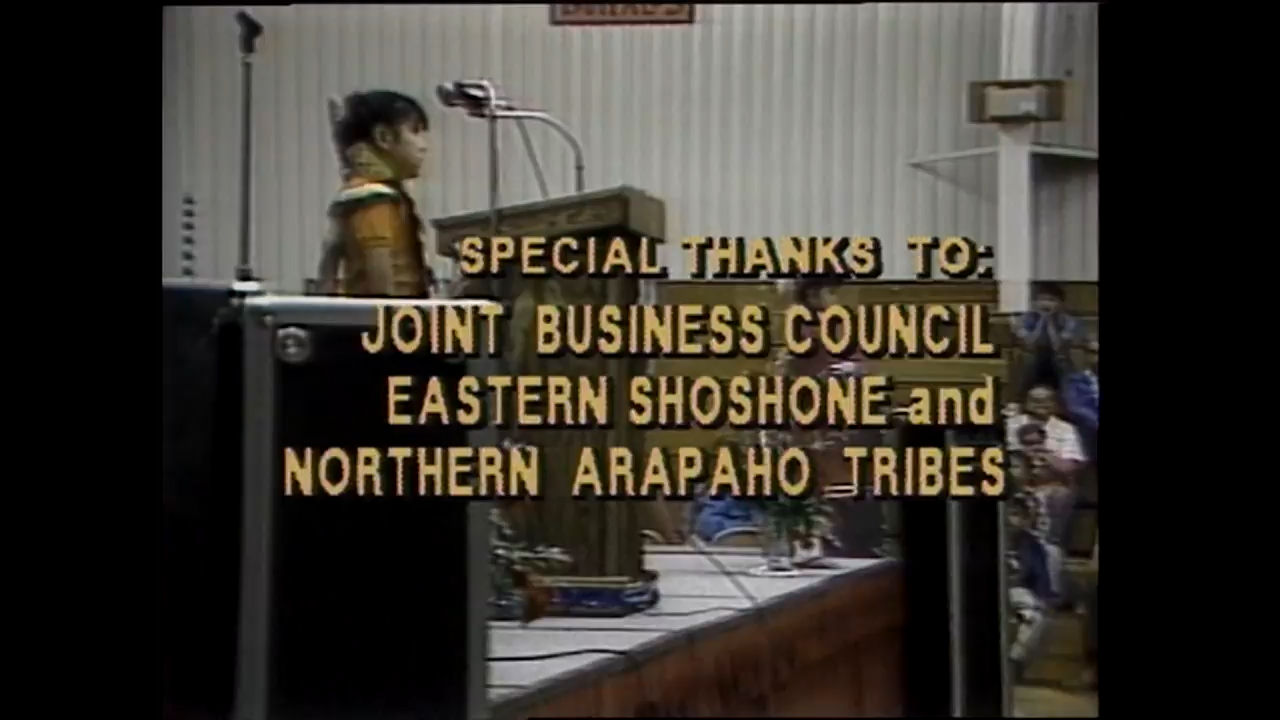 SPECIAL THANKS TO:
JOINT BUSINESS COUNCIL
EASTERN SHOSHONE and
NORTHERN ARAPAHO TRIBES